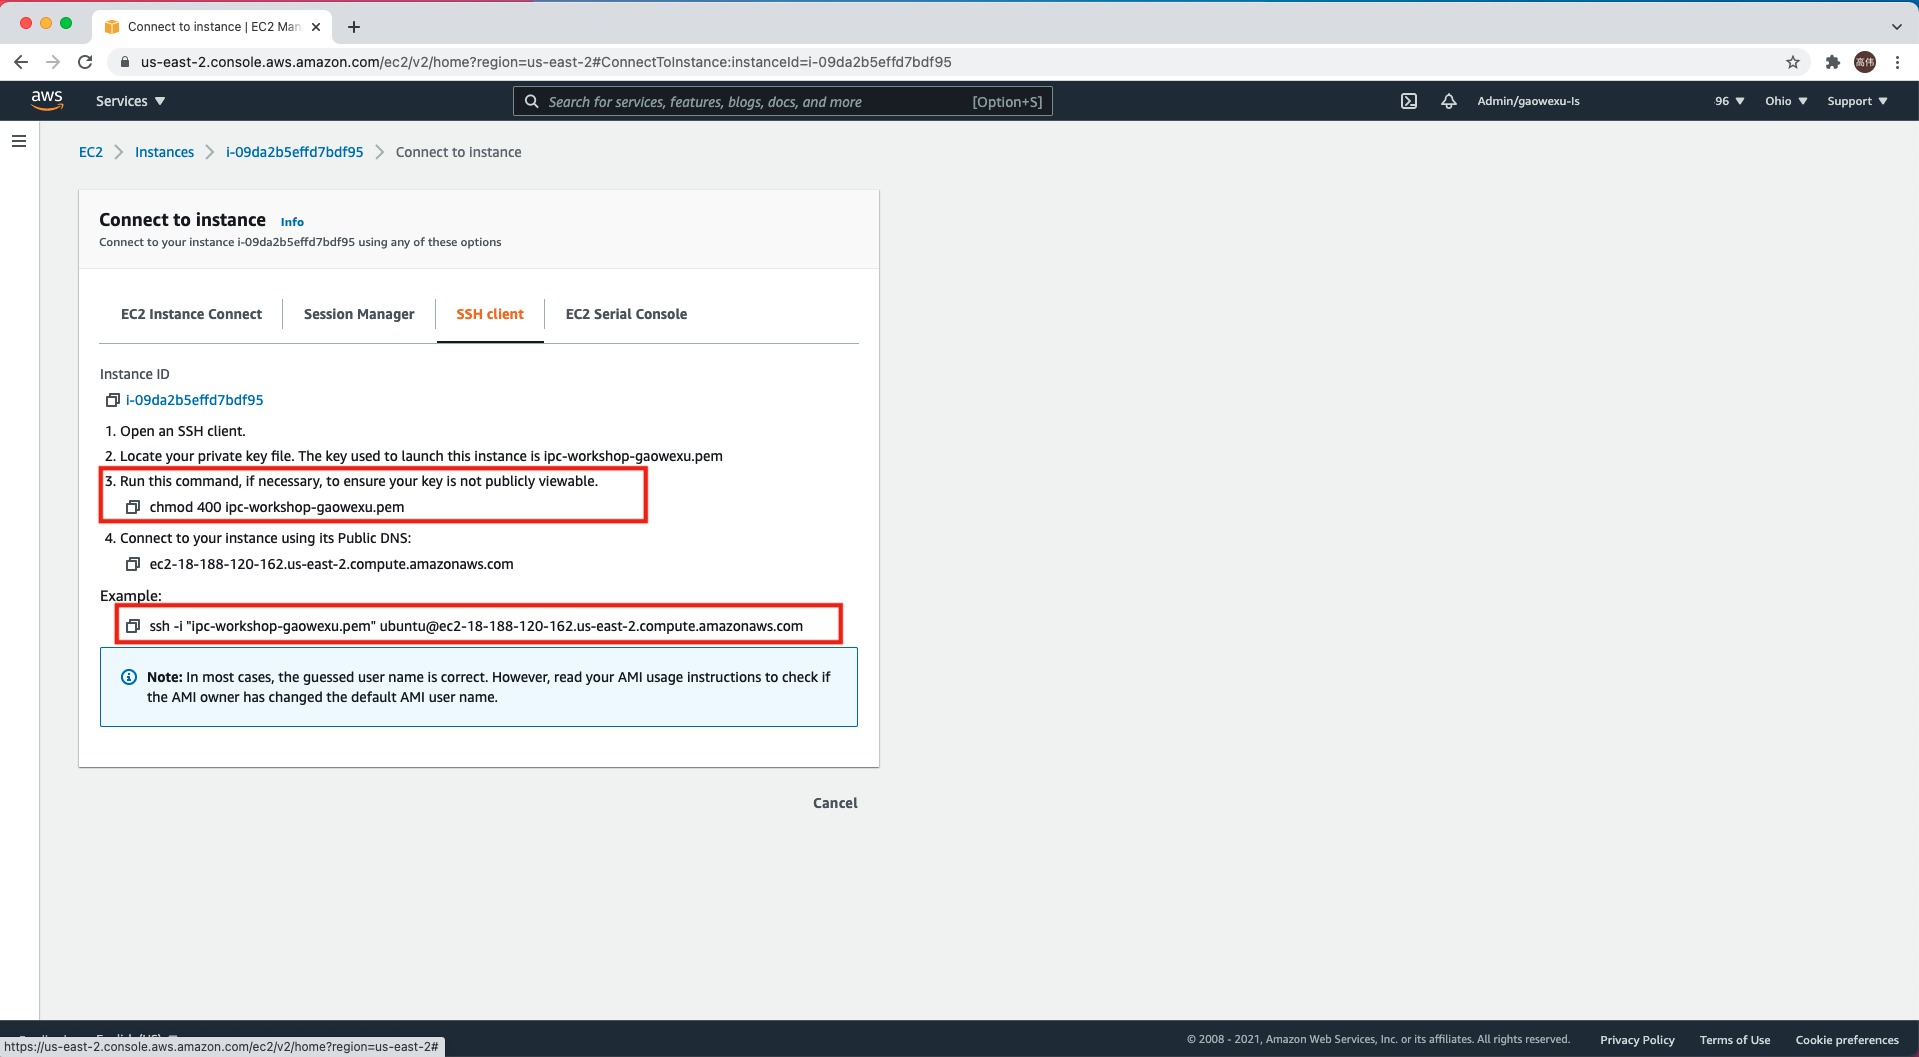 Connect to instance | EC2 Man
us-east-2.console.aws.amazon.com/ec2/v2/home?region=us-east-2#ConnectToInstance:instanceId=i-09da2b5effd7bdf95
高伟
aws
Services
Search for services, features, blogs, docs, and more
[Option+S]
Admin/gaowexu-ls
96
Ohio
Support
EC2
Instances
i-09da2b5effd7bdf95
Connect to instance
Connect to instance
Info
Connect to your instance i-09da2b5effd7bdf95 using any of these options
EC2 Instance Connect
Session Manager
SSH client
EC2 Serial Console
Instance ID
i-09da2b5effd7bdf95
1. Open an SSH client.
2. Locate your private key file. The key used to launch this instance is ipc-workshop-gaowexu.pem
3. Run this command, if necessary, to ensure your key is not publicly viewable.
chmod 400 ipc-workshop-gaowexu.pem
4. Connect to your instance using its Public DNS:
ec2-18-188-120-162.us-east-2.compute.amazonaws.com
Example:
ssh -i "ipc-workshop-gaowexu.pem" ubuntu@ec2-18-188-120-162.us-east-2.compute.amazonaws.com
Note: In most cases, the guessed user name is correct. However, read your AMI usage instructions to check if
the AMI owner has changed the default AMI user name.
Cancel
https://us-east-2.console.aws.amazon.com/ec2/v2/home?region=us-east-2#
© 2008 - 2021, Amazon Web Services, Inc. or its affiliates. All rights reserved.
Privacy Policy
Terms of Use
Cookie preferences